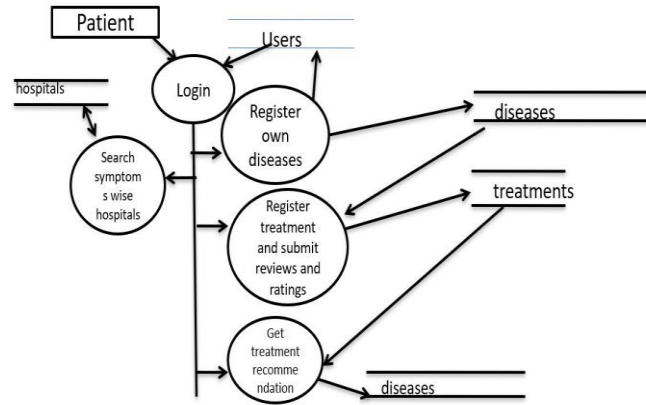 Patient
Users
hospitals
Login
Register
own
diseases
diseases
Search
symptom
s wise
hospitals
treatments
Register
treatment
and submit
reviews and
ratings
Get
treatment
recomme
ndation
diseases